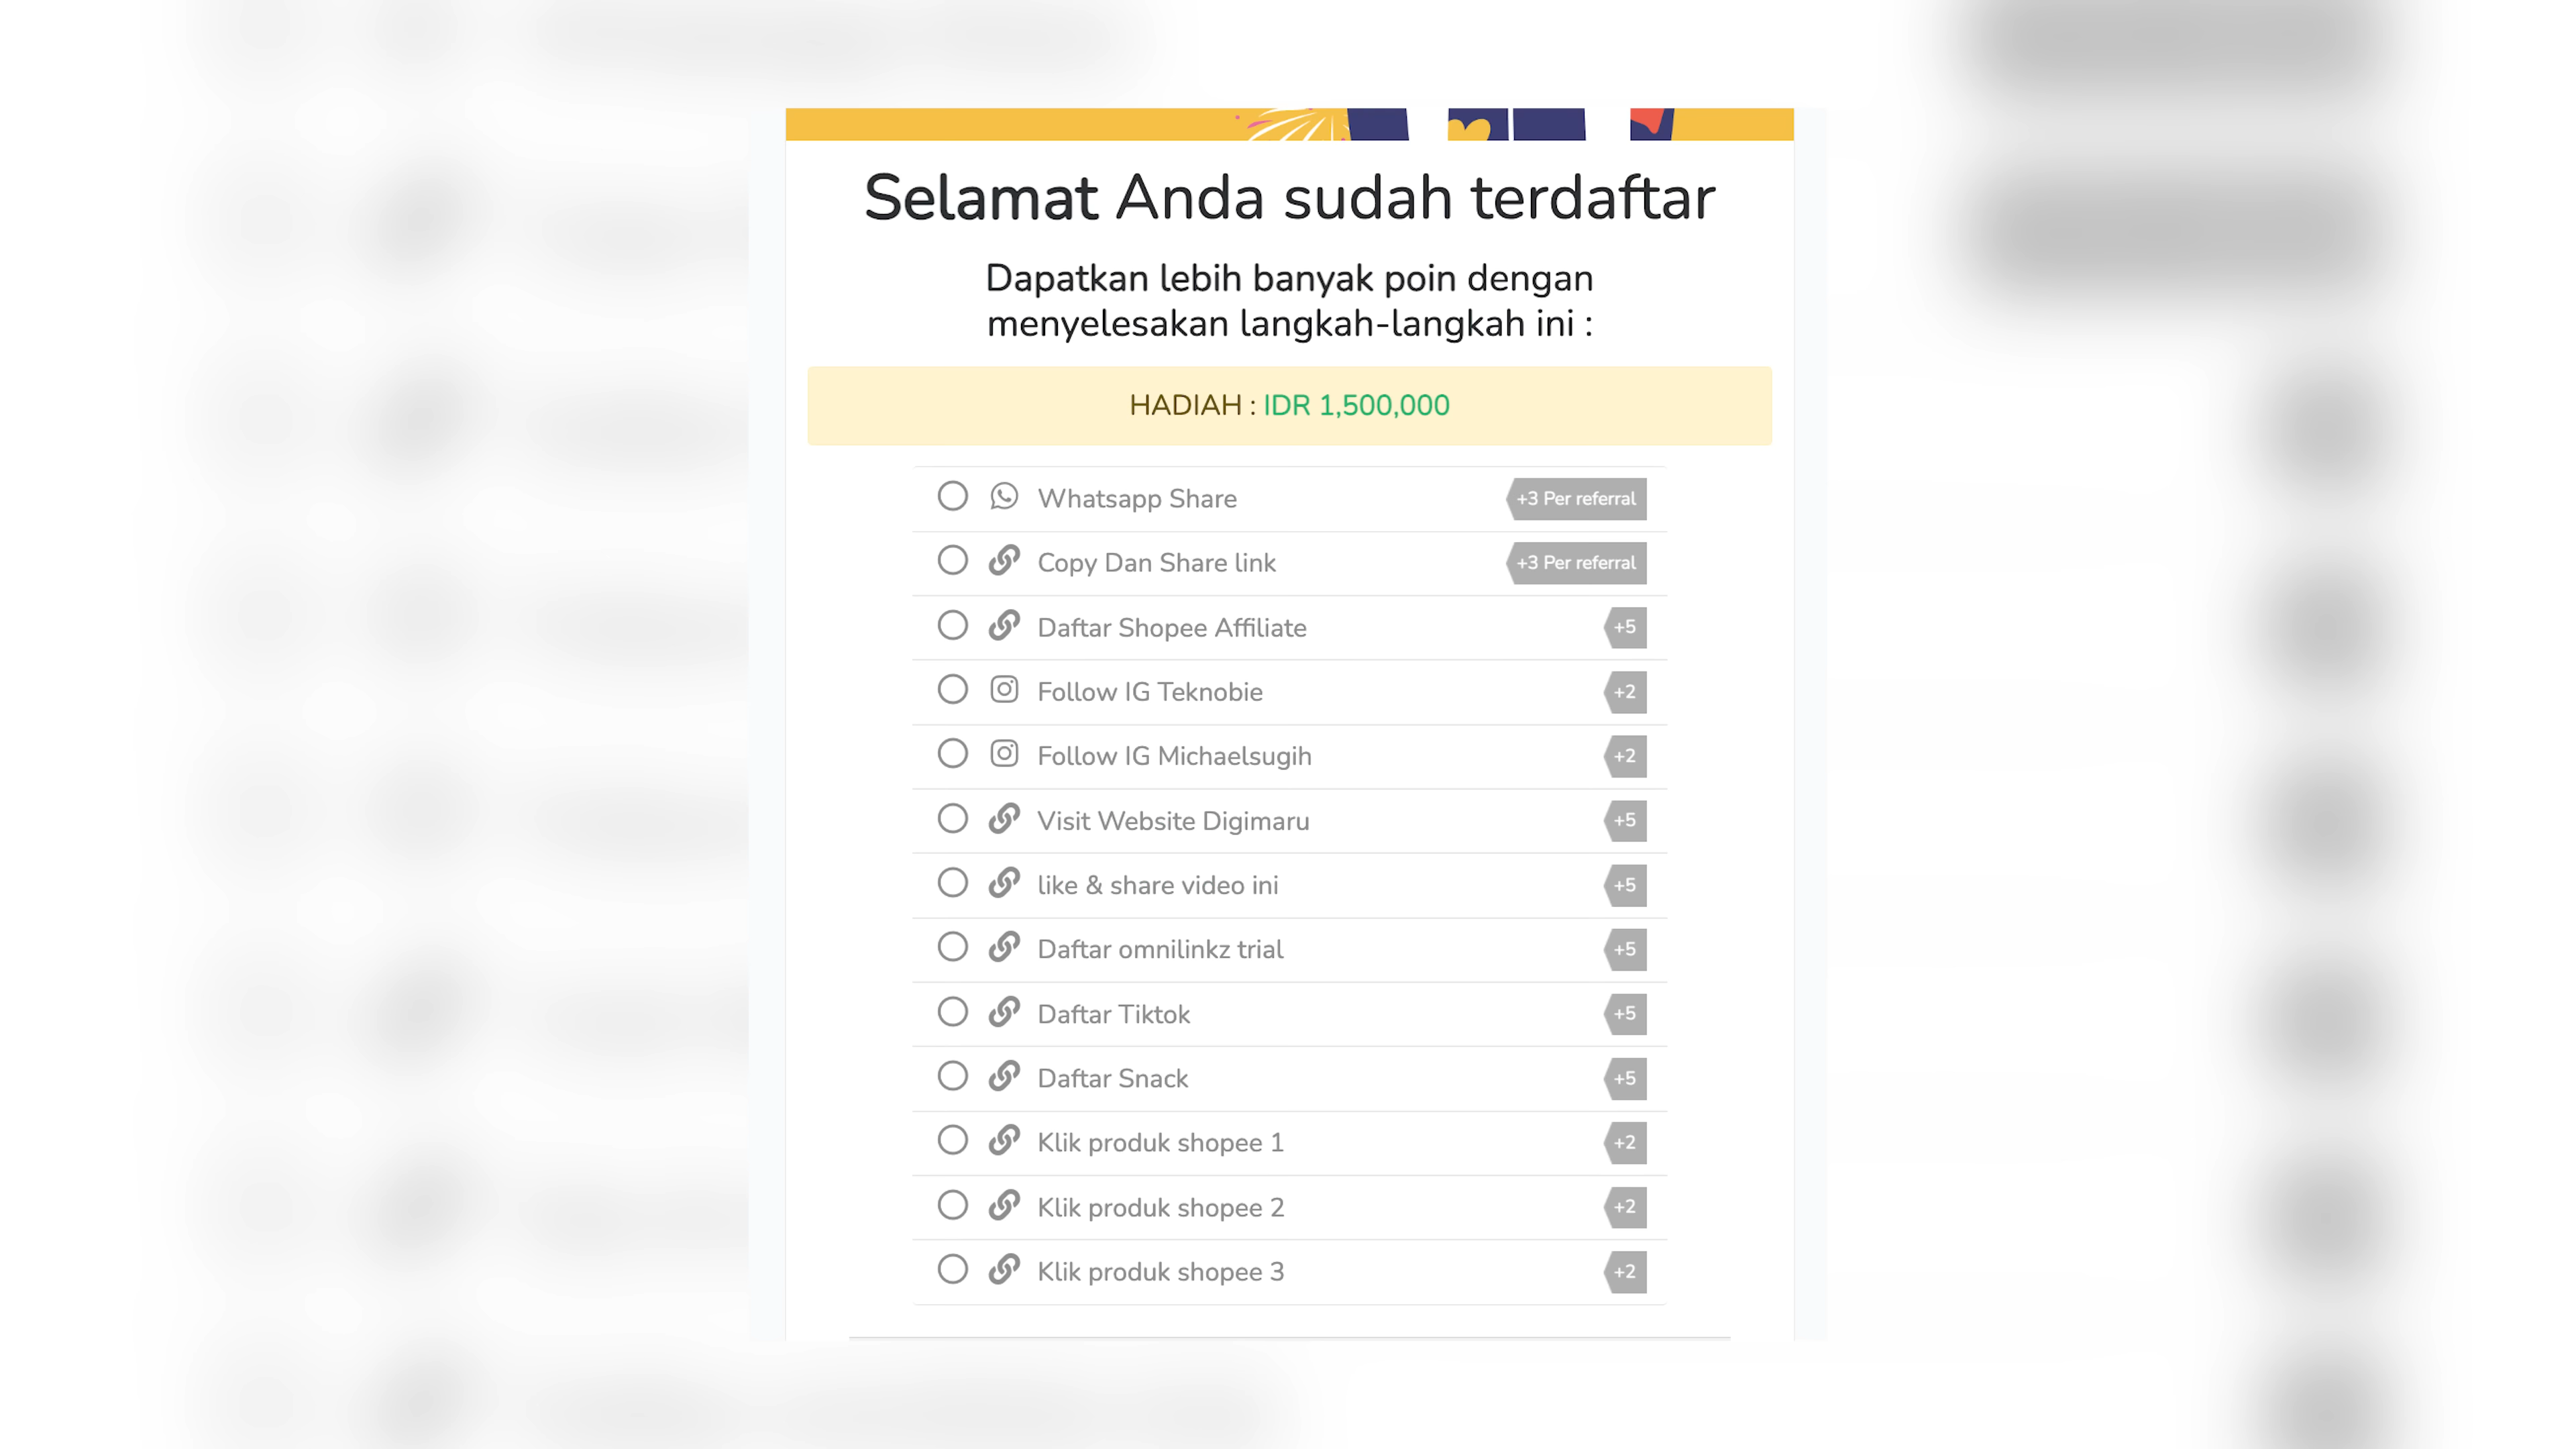 Selamat Anda sudah terdaftar
Dapatkan lebih banyak poin dengan
menyelesakan langkah-langkah ini :
HADIAH : IDR 1,500,000
Whatsapp Share +3 Per referral
Copy Dan Share link +3 Per referral
Daftar Shopee Affiliate +5
Follow IG Teknobie +2
Follow IG Michaelsugih +2
Visit Website Digimaru +5
like & share video ini +5
Daftar omnilinkz trial +5
Daftar Tiktok +5
Daftar Snack +5
Klik produk shopee 1 +2
Klik produk shopee 2 +2
Klik produk shopee 3 +2